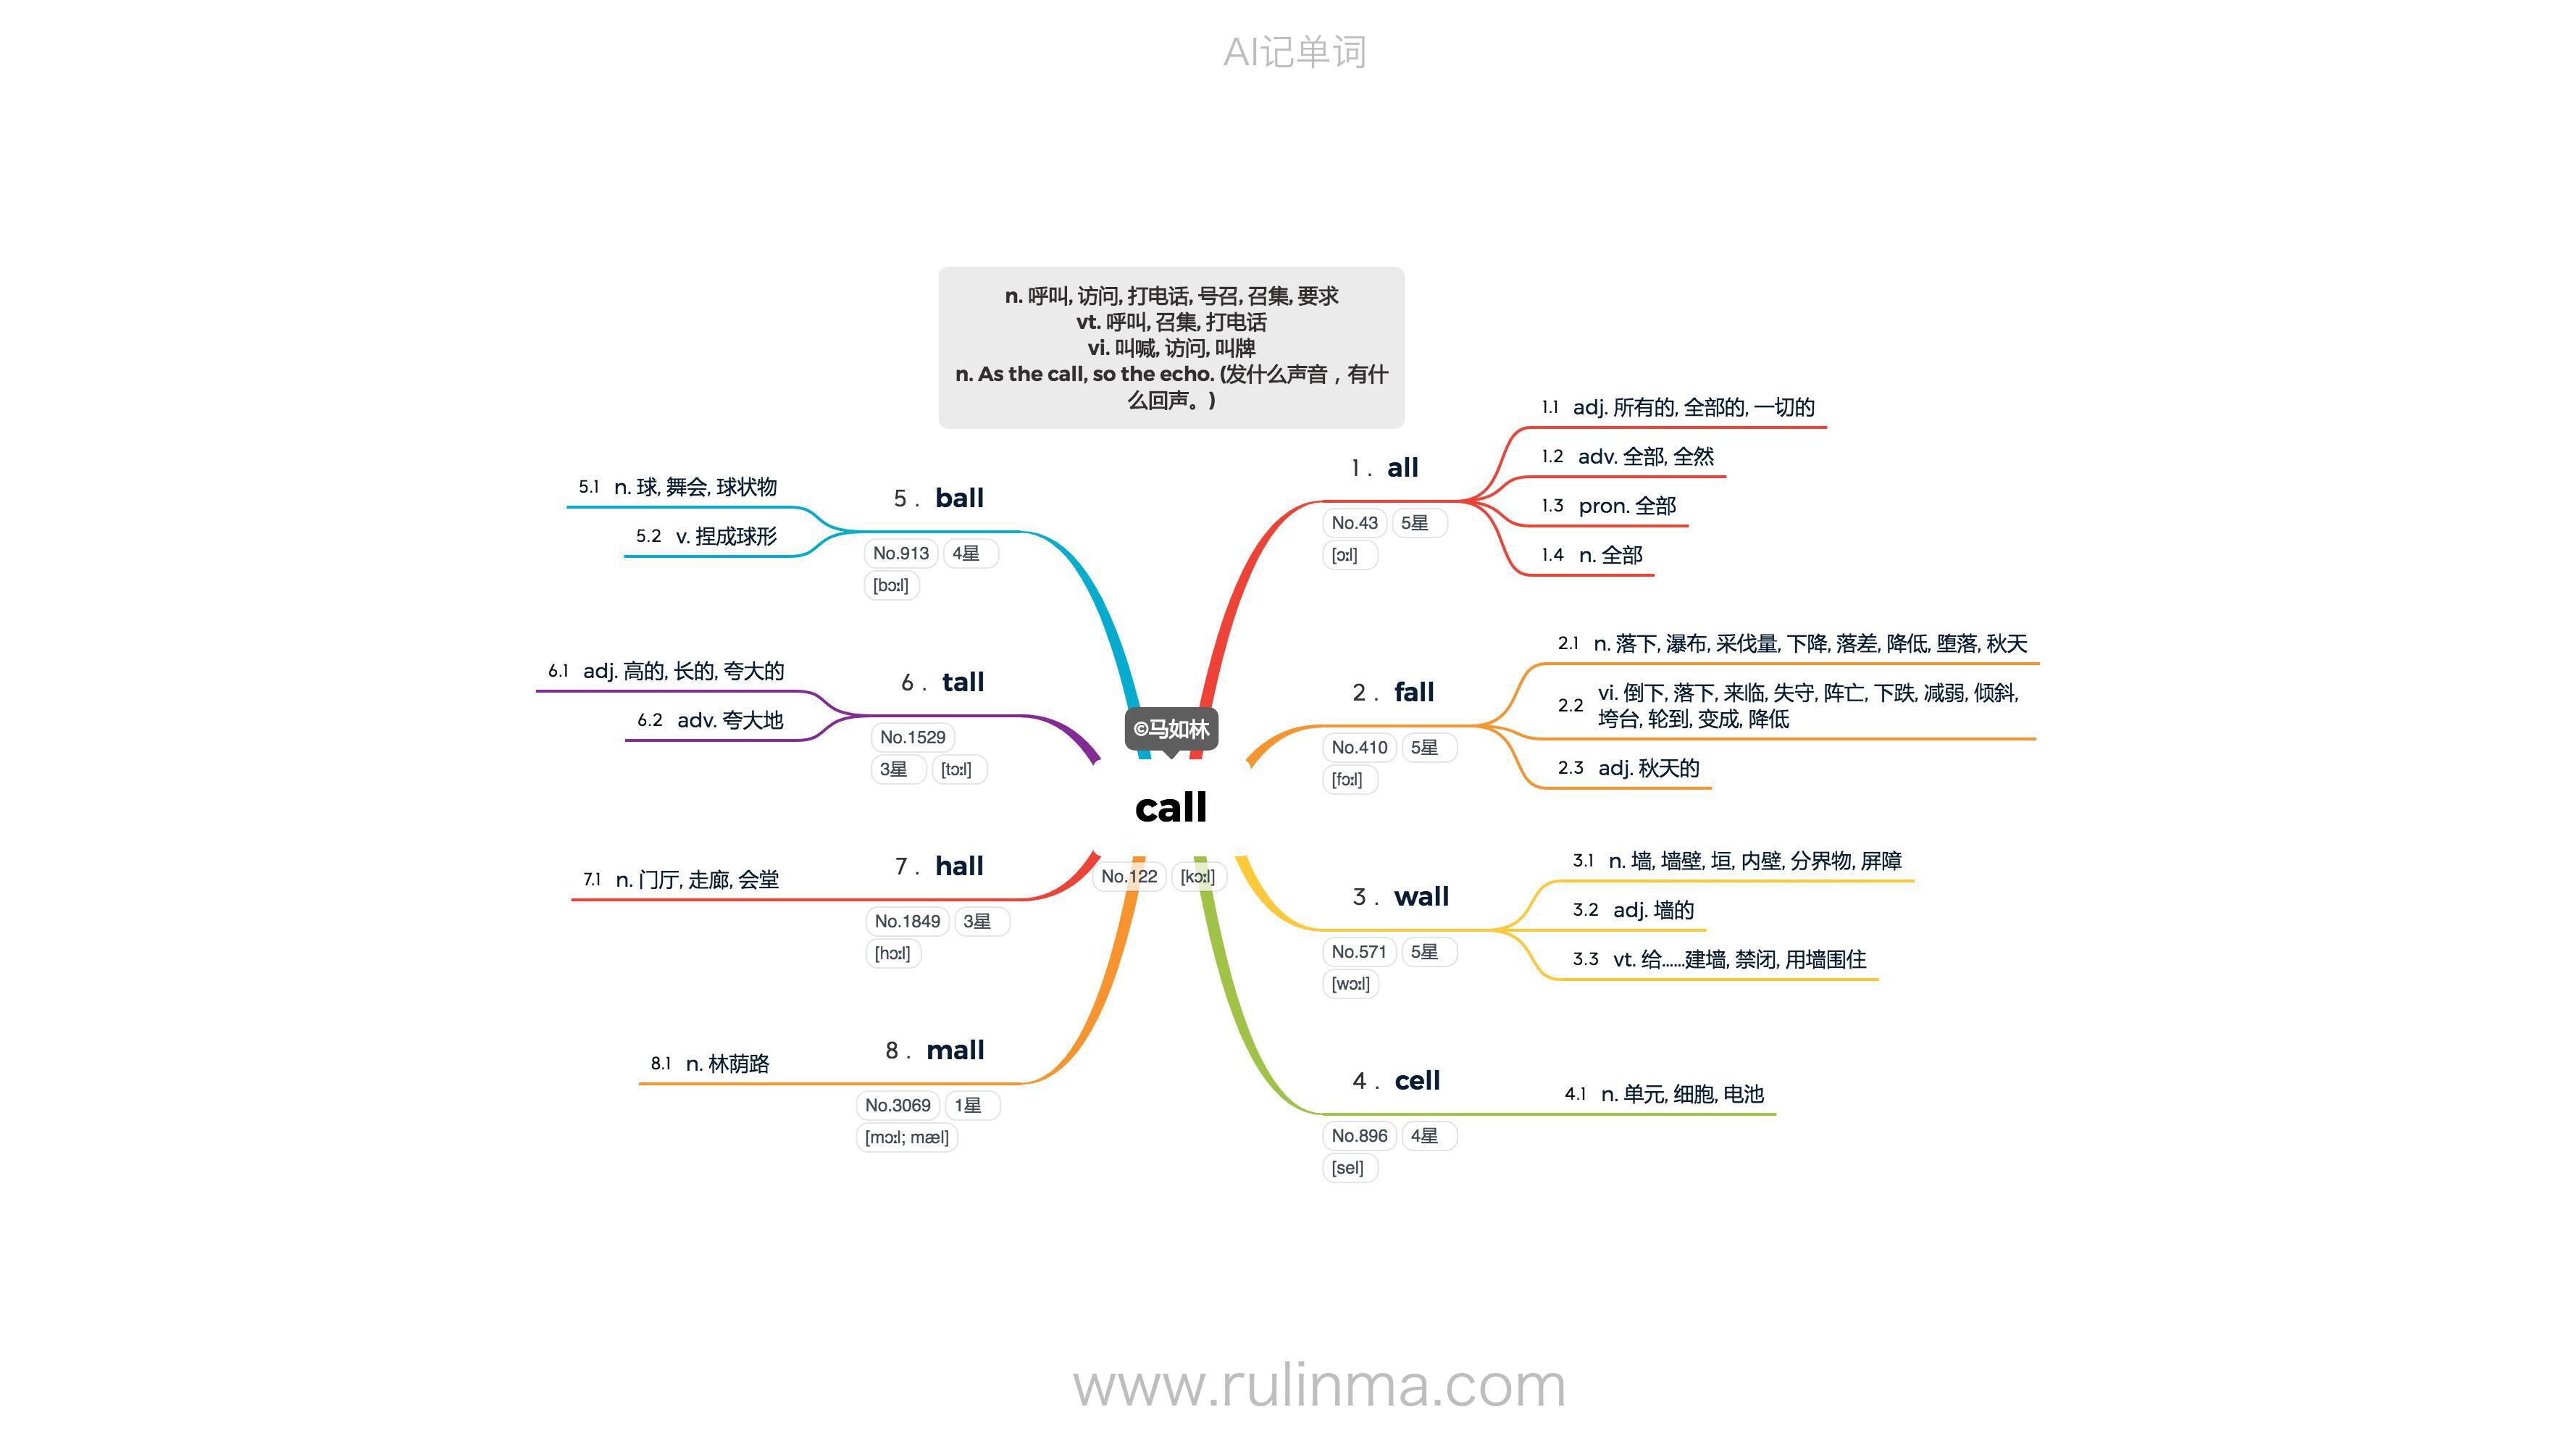 AI记单词
n. 呼叫, 访问, 打电话, 号召, 召集, 要求
vt. 呼叫, 召集, 打电话
vi. 叫喊, 访问, 叫牌
n. As the call, so the echo. (发什么声音，有什
么回声。)
©马如林
call
No.122 [kɔːl]
1. all
No.43 5星
[ɔːl]
1.1 adj. 所有的, 全部的, 一切的
1.2 adv. 全部, 全然
1.3 pron. 全部
1.4 n. 全部
2. fall
No.410 5星
[fɔːl]
2.1 n. 落下, 瀑布, 采伐量, 下降, 落差, 降低, 堕落, 秋天
2.2 vi. 倒下, 落下, 来临, 失守, 阵亡, 下跌, 减弱, 倾斜,
垮台, 轮到, 变成, 降低
2.3 adj. 秋天的
3. wall
No.571 5星
[wɔːl]
3.1 n. 墙, 墙壁, 垣, 内壁, 分界物, 屏障
3.2 adj. 墙的
3.3 vt. 给……建墙, 禁闭, 用墙围住
4. cell
No.896 4星
[sel]
4.1 n. 单元, 细胞, 电池
5. ball
No.913 4星
[bɔːl]
5.1 n. 球, 舞会, 球状物
5.2 v. 捏成球形
6. tall
No.1529
3星 [tɔːl]
6.1 adj. 高的, 长的, 夸大的
6.2 adv. 夸大地
7. hall
No.1849 3星
[hɔːl]
7.1 n. 门厅, 走廊, 会堂
8. mall
No.3069 1星
[mɔːl; mæl]
8.1 n. 林荫路
www.rulinma.com